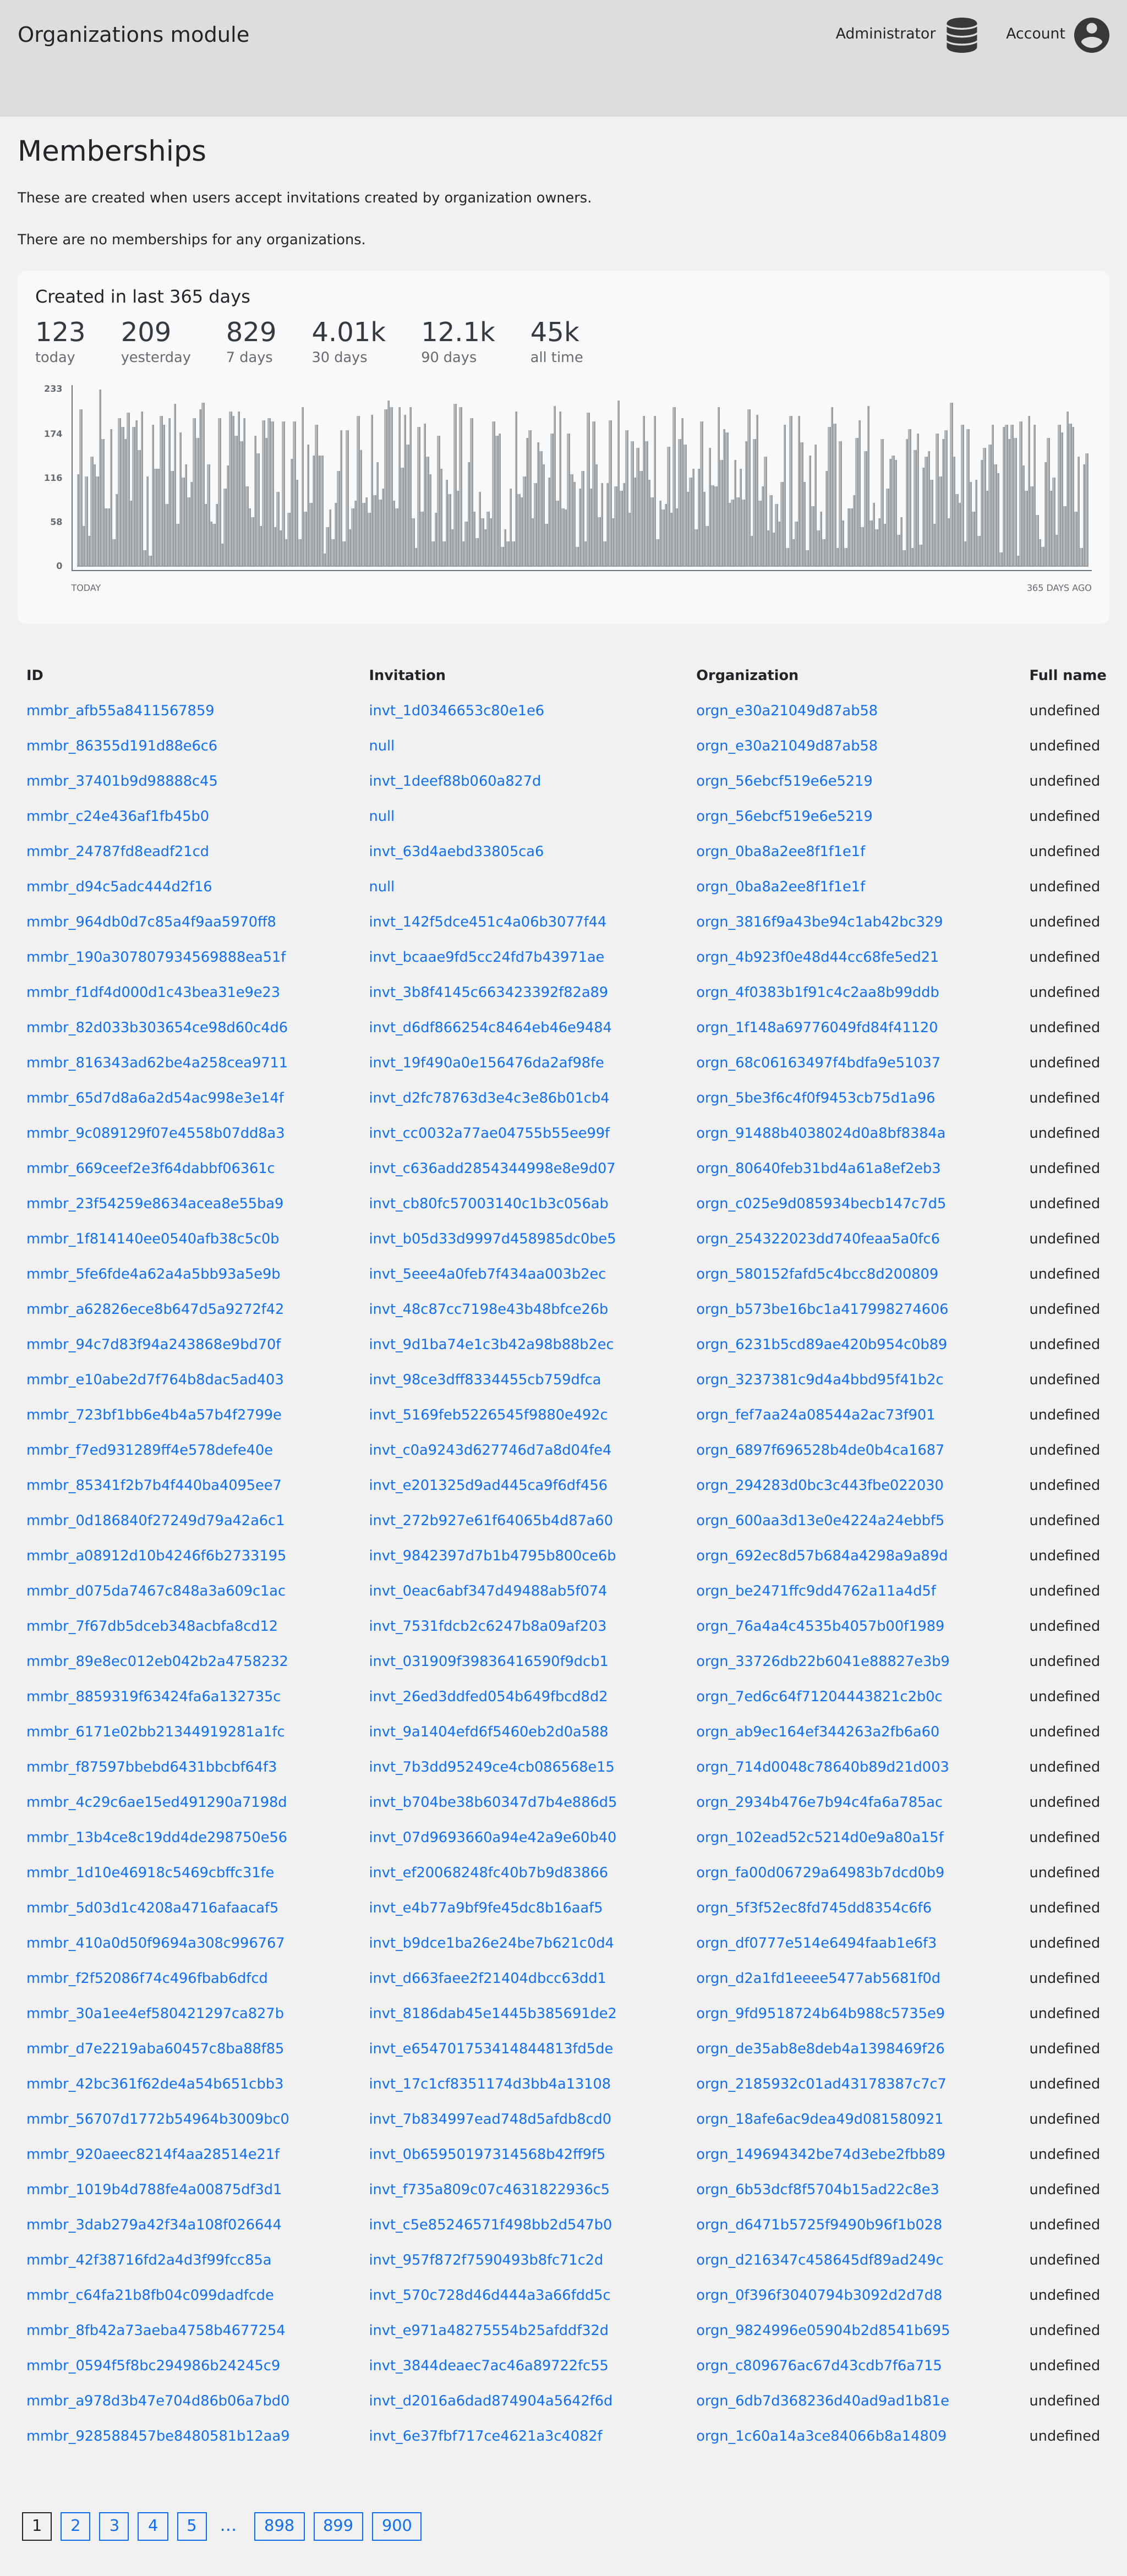 Organizations module
Administrator
Account
Memberships
These are created when users accept invitations created by organization owners.
There are no memberships for any organizations.
Created in last 365 days
123 209 829 4.01k 12.1k 45k
today yesterday 7 days 30 days 90 days all time
233
174
116
58
0
TODAY 365 DAYS AGO
ID Invitation Organization Full name
mmbr_afb55a8411567859 invt_1d0346653c80e1e6 orgn_e30a21049d87ab58 undefined
mmbr_86355d191d88e6c6 null orgn_e30a21049d87ab58 undefined
mmbr_37401b9d98888c45 invt_1deef88b060a827d orgn_56ebcf519e6e5219 undefined
mmbr_c24e436af1fb45b0 null orgn_56ebcf519e6e5219 undefined
mmbr_24787fd8eadf21cd invt_63d4aebd33805ca6 orgn_0ba8a2ee8f1f1e1f undefined
mmbr_d94c5adc444d2f16 null orgn_0ba8a2ee8f1f1e1f undefined
mmbr_964db0d7c85a4f9aa5970ff8 invt_142f5dce451c4a06b3077f44 orgn_3816f9a43be94c1ab42bc329 undefined
mmbr_190a307807934569888ea51f invt_bcaae9fd5cc24fd7b43971ae orgn_4b923f0e48d44cc68fe5ed21 undefined
mmbr_f1df4d000d1c43bea31e9e23 invt_3b8f4145c663423392f82a89 orgn_4f0383b1f91c4c2aa8b99ddb undefined
mmbr_82d033b303654ce98d60c4d6 invt_d6df866254c8464eb46e9484 orgn_1f148a69776049fd84f41120 undefined
mmbr_816343ad62be4a258cea9711 invt_19f490a0e156476da2af98fe orgn_68c06163497f4bdfa9e51037 undefined
mmbr_65d7d8a6a2d54ac998e3e14f invt_d2fc78763d3e4c3e86b01cb4 orgn_5be3f6c4f0f9453cb75d1a96 undefined
mmbr_9c089129f07e4558b07dd8a3 invt_cc0032a77ae04755b55ee99f orgn_91488b4038024d0a8bf8384a undefined
mmbr_669ceef2e3f64dabbf06361c invt_c636add2854344998e8e9d07 orgn_80640feb31bd4a61a8ef2eb3 undefined
mmbr_23f54259e8634acea8e55ba9 invt_cb80fc57003140c1b3c056ab orgn_c025e9d085934becb147c7d5 undefined
mmbr_1f814140ee0540afb38c5c0b invt_b05d33d9997d458985dc0be5 orgn_254322023dd740feaa5a0fc6 undefined
mmbr_5fe6fde4a62a4a5bb93a5e9b invt_5eee4a0feb7f434aa003b2ec orgn_580152fafd5c4bcc8d200809 undefined
mmbr_a62826ece8b647d5a9272f42 invt_48c87cc7198e43b48bfce26b orgn_b573be16bc1a417998274606 undefined
mmbr_94c7d83f94a243868e9bd70f invt_9d1ba74e1c3b42a98b88b2ec orgn_6231b5cd89ae420b954c0b89 undefined
mmbr_e10abe2d7f764b8dac5ad403 invt_98ce3dff8334455cb759dfca orgn_3237381c9d4a4bbd95f41b2c undefined
mmbr_723bf1bb6e4b4a57b4f2799e invt_5169feb5226545f9880e492c orgn_fef7aa24a08544a2ac73f901 undefined
mmbr_f7ed931289ff4e578defe40e invt_c0a9243d627746d7a8d04fe4 orgn_6897f696528b4de0b4ca1687 undefined
mmbr_85341f2b7b4f440ba4095ee7 invt_e201325d9ad445ca9f6df456 orgn_294283d0bc3c443fbe022030 undefined
mmbr_0d186840f27249d79a42a6c1 invt_272b927e61f64065b4d87a60 orgn_600aa3d13e0e4224a24ebbf5 undefined
mmbr_a08912d10b4246f6b2733195 invt_9842397d7b1b4795b800ce6b orgn_692ec8d57b684a4298a9a89d undefined
mmbr_d075da7467c848a3a609c1ac invt_0eac6abf347d49488ab5f074 orgn_be2471ffc9dd4762a11a4d5f undefined
mmbr_7f67db5dceb348acbfa8cd12 invt_7531fdcb2c6247b8a09af203 orgn_76a4a4c4535b4057b00f1989 undefined
mmbr_89e8ec012eb042b2a4758232 invt_031909f39836416590f9dcb1 orgn_33726db22b6041e88827e3b9 undefined
mmbr_8859319f63424fa6a132735c invt_26ed3ddfed054b649fbcd8d2 orgn_7ed6c64f71204443821c2b0c undefined
mmbr_6171e02bb21344919281a1fc invt_9a1404efd6f5460eb2d0a588 orgn_ab9ec164ef344263a2fb6a60 undefined
mmbr_f87597bbebd6431bbcbf64f3 invt_7b3dd95249ce4cb086568e15 orgn_714d0048c78640b89d21d003 undefined
mmbr_4c29c6ae15ed491290a7198d invt_b704be38b60347d7b4e886d5 orgn_2934b476e7b94c4fa6a785ac undefined
mmbr_13b4ce8c19dd4de298750e56 invt_07d9693660a94e42a9e60b40 orgn_102ead52c5214d0e9a80a15f undefined
mmbr_1d10e46918c5469cbffc31fe invt_ef20068248fc40b7b9d83866 orgn_fa00d06729a64983b7dcd0b9 undefined
mmbr_5d03d1c4208a4716afaacaf5 invt_e4b77a9bf9fe45dc8b16aaf5 orgn_5f3f52ec8fd745dd8354c6f6 undefined
mmbr_410a0d50f9694a308c996767 invt_b9dce1ba26e24be7b621c0d4 orgn_df0777e514e6494faab1e6f3 undefined
mmbr_f2f52086f74c496fbab6dfcd invt_d663faee2f21404dbcc63dd1 orgn_d2a1fd1eeee5477ab5681f0d undefined
mmbr_30a1ee4ef580421297ca827b invt_8186dab45e1445b385691de2 orgn_9fd9518724b64b988c5735e9 undefined
mmbr_d7e2219aba60457c8ba88f85 invt_e654701753414844813fd5de orgn_de35ab8e8deb4a1398469f26 undefined
mmbr_42bc361f62de4a54b651cbb3 invt_17c1cf8351174d3bb4a13108 orgn_2185932c01ad43178387c7c7 undefined
mmbr_56707d1772b54964b3009bc0 invt_7b834997ead748d5afdb8cd0 orgn_18afe6ac9dea49d081580921 undefined
mmbr_920aeec8214f4aa28514e21f invt_0b65950197314568b42ff9f5 orgn_149694342be74d3ebe2fbb89 undefined
mmbr_1019b4d788fe4a00875df3d1 invt_f735a809c07c4631822936c5 orgn_6b53dcf8f5704b15ad22c8e3 undefined
mmbr_3dab279a42f34a108f026644 invt_c5e85246571f498bb2d547b0 orgn_d6471b5725f9490b96f1b028 undefined
mmbr_42f38716fd2a4d3f99fcc85a invt_957f872f7590493b8fc71c2d orgn_d216347c458645df89ad249c undefined
mmbr_c64fa21b8fb04c099dadfcde invt_570c728d46d444a3a66fdd5c orgn_0f396f3040794b3092d2d7d8 undefined
mmbr_8fb42a73aeba4758b4677254 invt_e971a48275554b25afddf32d orgn_9824996e05904b2d8541b695 undefined
mmbr_0594f5f8bc294986b24245c9 invt_3844deaec7ac46a89722fc55 orgn_c809676ac67d43cdb7f6a715 undefined
mmbr_a978d3b47e704d86b06a7bd0 invt_d2016a6dad874904a5642f6d orgn_6db7d368236d40ad9ad1b81e undefined
mmbr_928588457be8480581b12aa9 invt_6e37fbf717ce4621a3c4082f orgn_1c60a14a3ce84066b8a14809 undefined
1 2 3 4 5 … 898 899 900